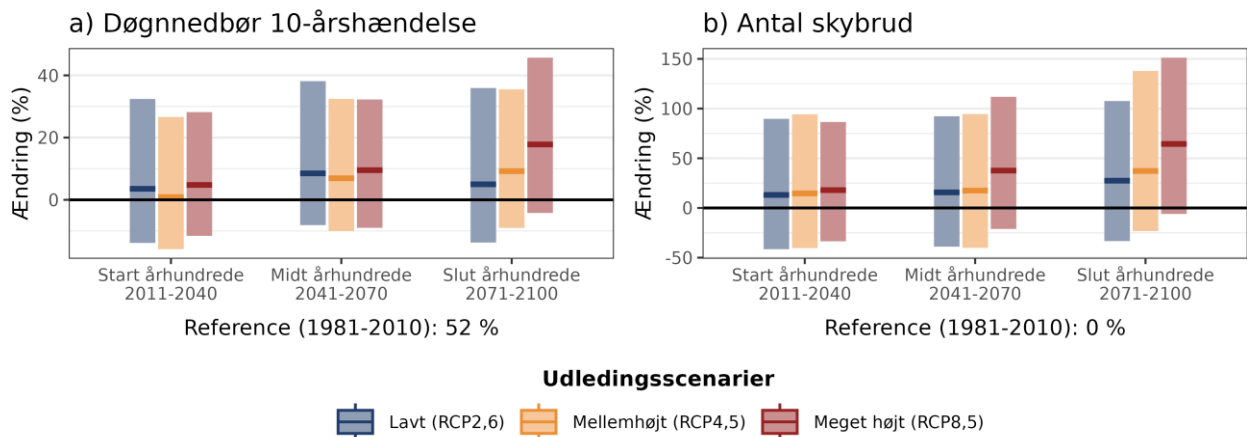 a) Døgnnedbør 10-årshændelse
Ændring (%)
40
20
0
Start århundrede
2011-2040
Midt århundrede
2041-2070
Slut århundrede
2071-2100
Reference (1981-2010): 52 %
b) Antal skybrud
Ændring (%)
150
100
50
0
-50
Start århundrede
2011-2040
Midt århundrede
2041-2070
Slut århundrede
2071-2100
Reference (1981-2010): 0 %
Udledingsscenarier
Lavt (RCP2,6)
Mellemhøjt (RCP4,5)
Meget højt (RCP8,5)